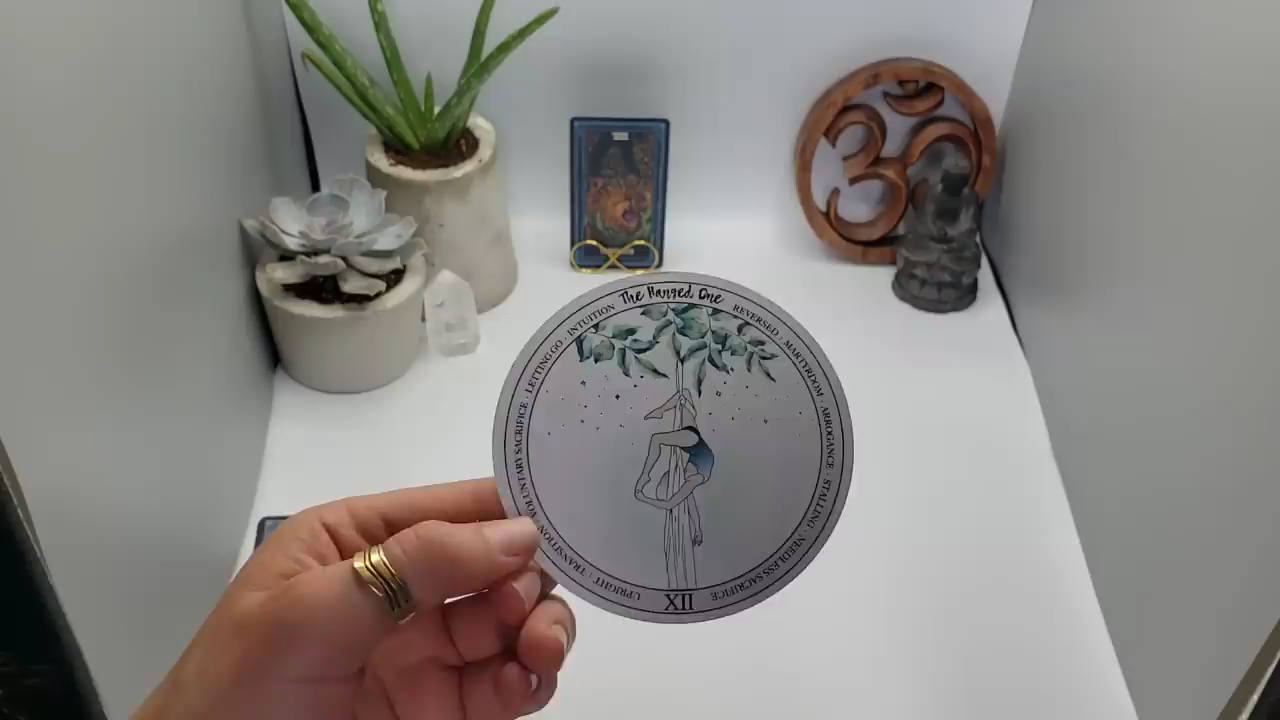 The Hanged One
UPRIGHT · TRANSITION · VOLUNTARY SACRIFICE · LETTING GO · INTUITION
REVERSED · MARTYRDOM · ARROGANCE · STALLING · NEEDLESS SACRIFICE
XII